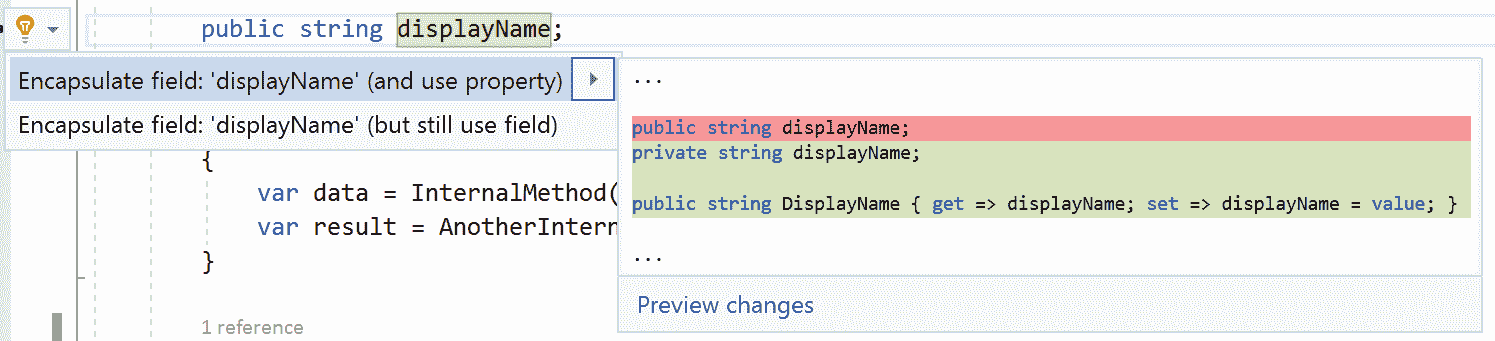 public string displayName;
Encapsulate field: 'displayName' (and use property)
Encapsulate field: 'displayName' (but still use field)
...
public string displayName;
private string displayName;
public string DisplayName { get => displayName; set => displayName = value; }
...
Preview changes
{
var data = InternalMethod(
var result =
}
1 reference